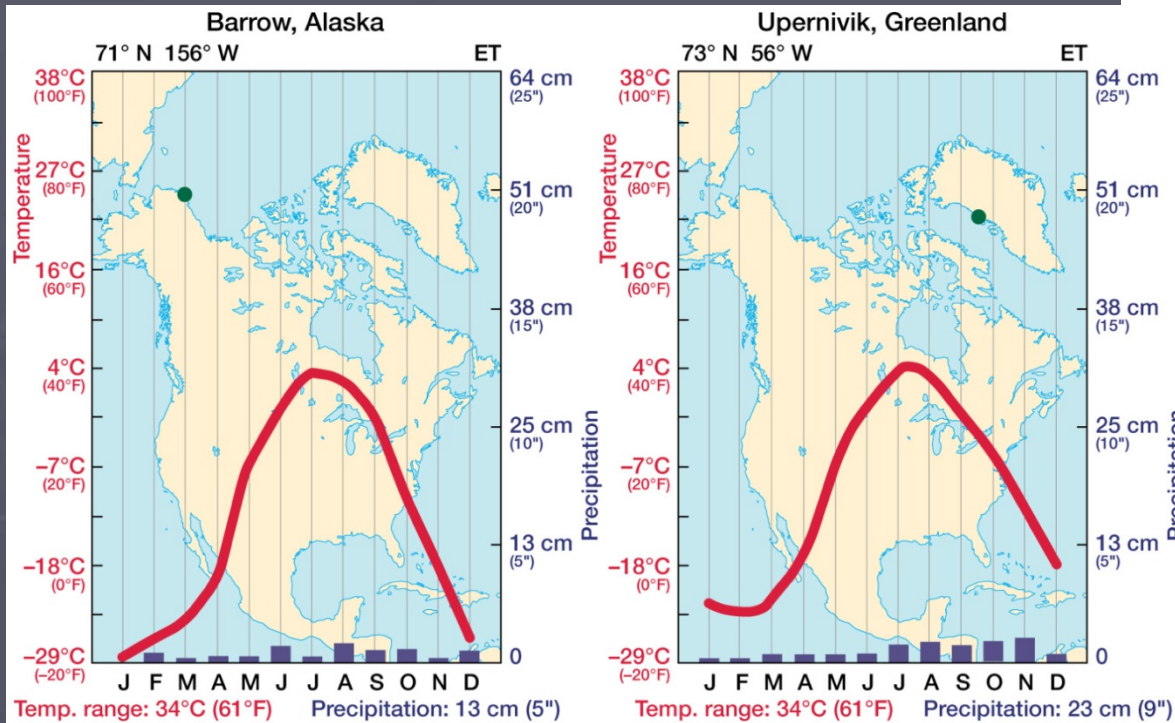 Barrow, Alaska
71° N 156° W ET
38°C
(100°F)
27°C
(80°F)
16°C
(60°F)
4°C
(40°F)
–7°C
(20°F)
–18°C
(0°F)
–29°C
(–20°F)
Temperature
64 cm
(25")
51 cm
(20")
38 cm
(15")
25 cm
(10")
13 cm
(5")
0
Precipitation
J F M A M J J A S O N D
Temp. range: 34°C (61°F) Precipitation: 13 cm (5")
Upernivik, Greenland
73° N 56° W ET
38°C
(100°F)
27°C
(80°F)
16°C
(60°F)
4°C
(40°F)
–7°C
(20°F)
–18°C
(0°F)
–29°C
(–20°F)
Temperature
64 cm
(25")
51 cm
(20")
38 cm
(15")
25 cm
(10")
13 cm
(5")
0
Precipitation
J F M A M J J A S O N D
Temp. range: 34°C (61°F) Precipitation: 23 cm (9")